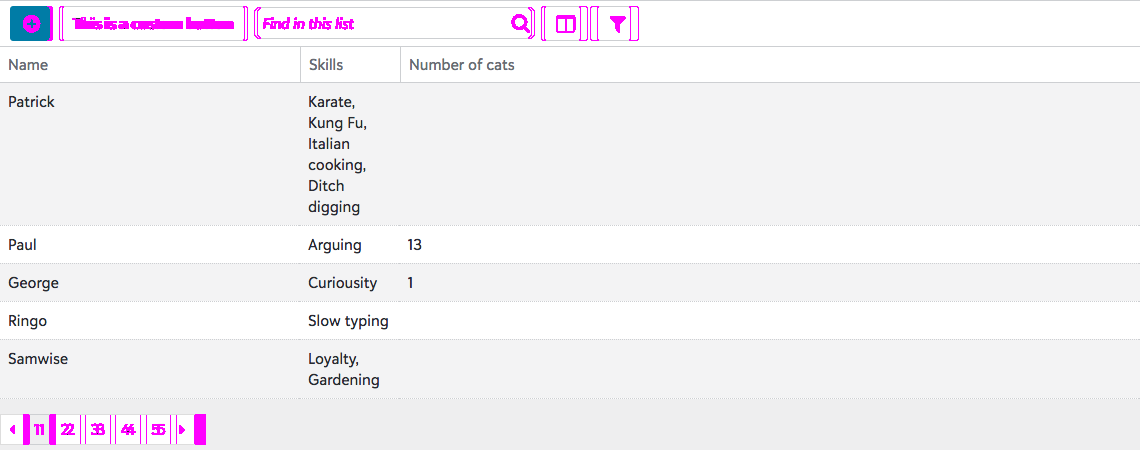 This is a custom button Find in this list
Name Skills Number of cats
Patrick Karate,
Kung Fu,
Italian
cooking,
Ditch
digging
Paul Arguing 13
George Curiousity 1
Ringo Slow typing
Samwise Loyalty,
Gardening
1 2 3 4 5